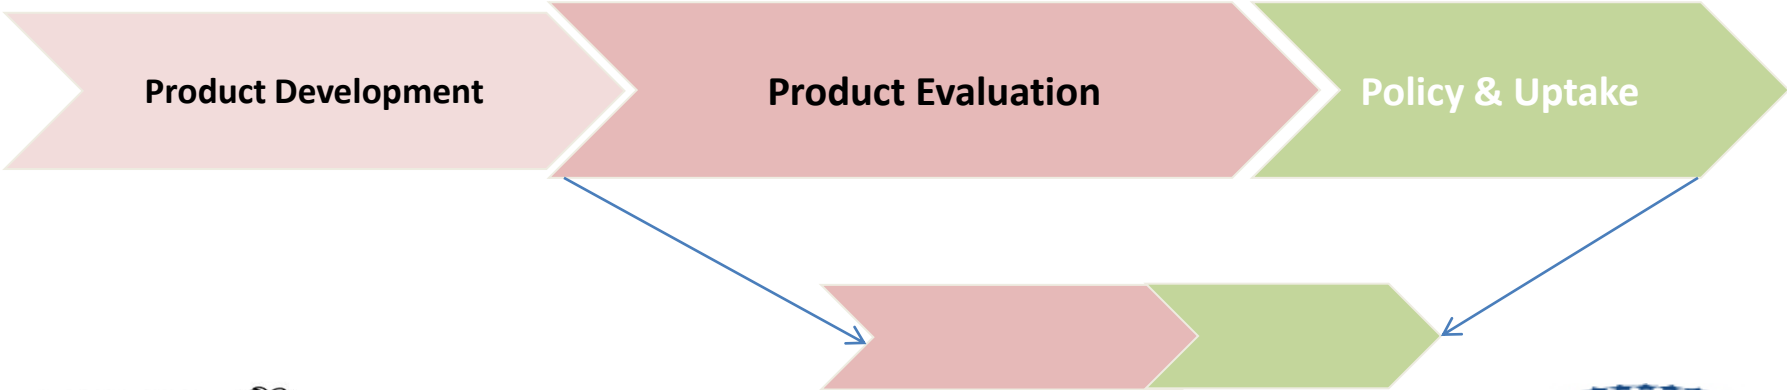 Product Development
Product Evaluation
Policy & Uptake